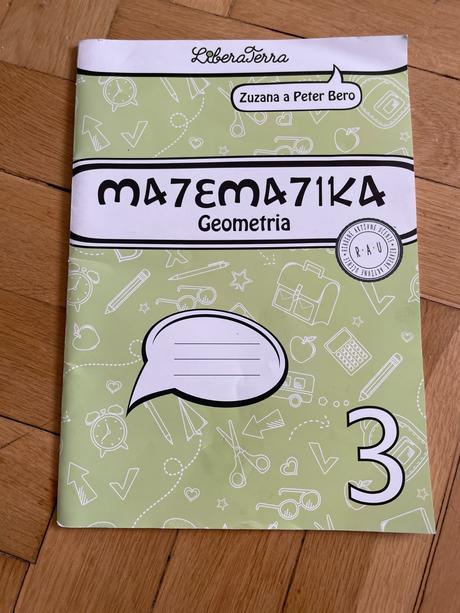 LiberaTerra
Zuzana a Peter Bero
MATEMATIKA
Geometria
R·A·U
3